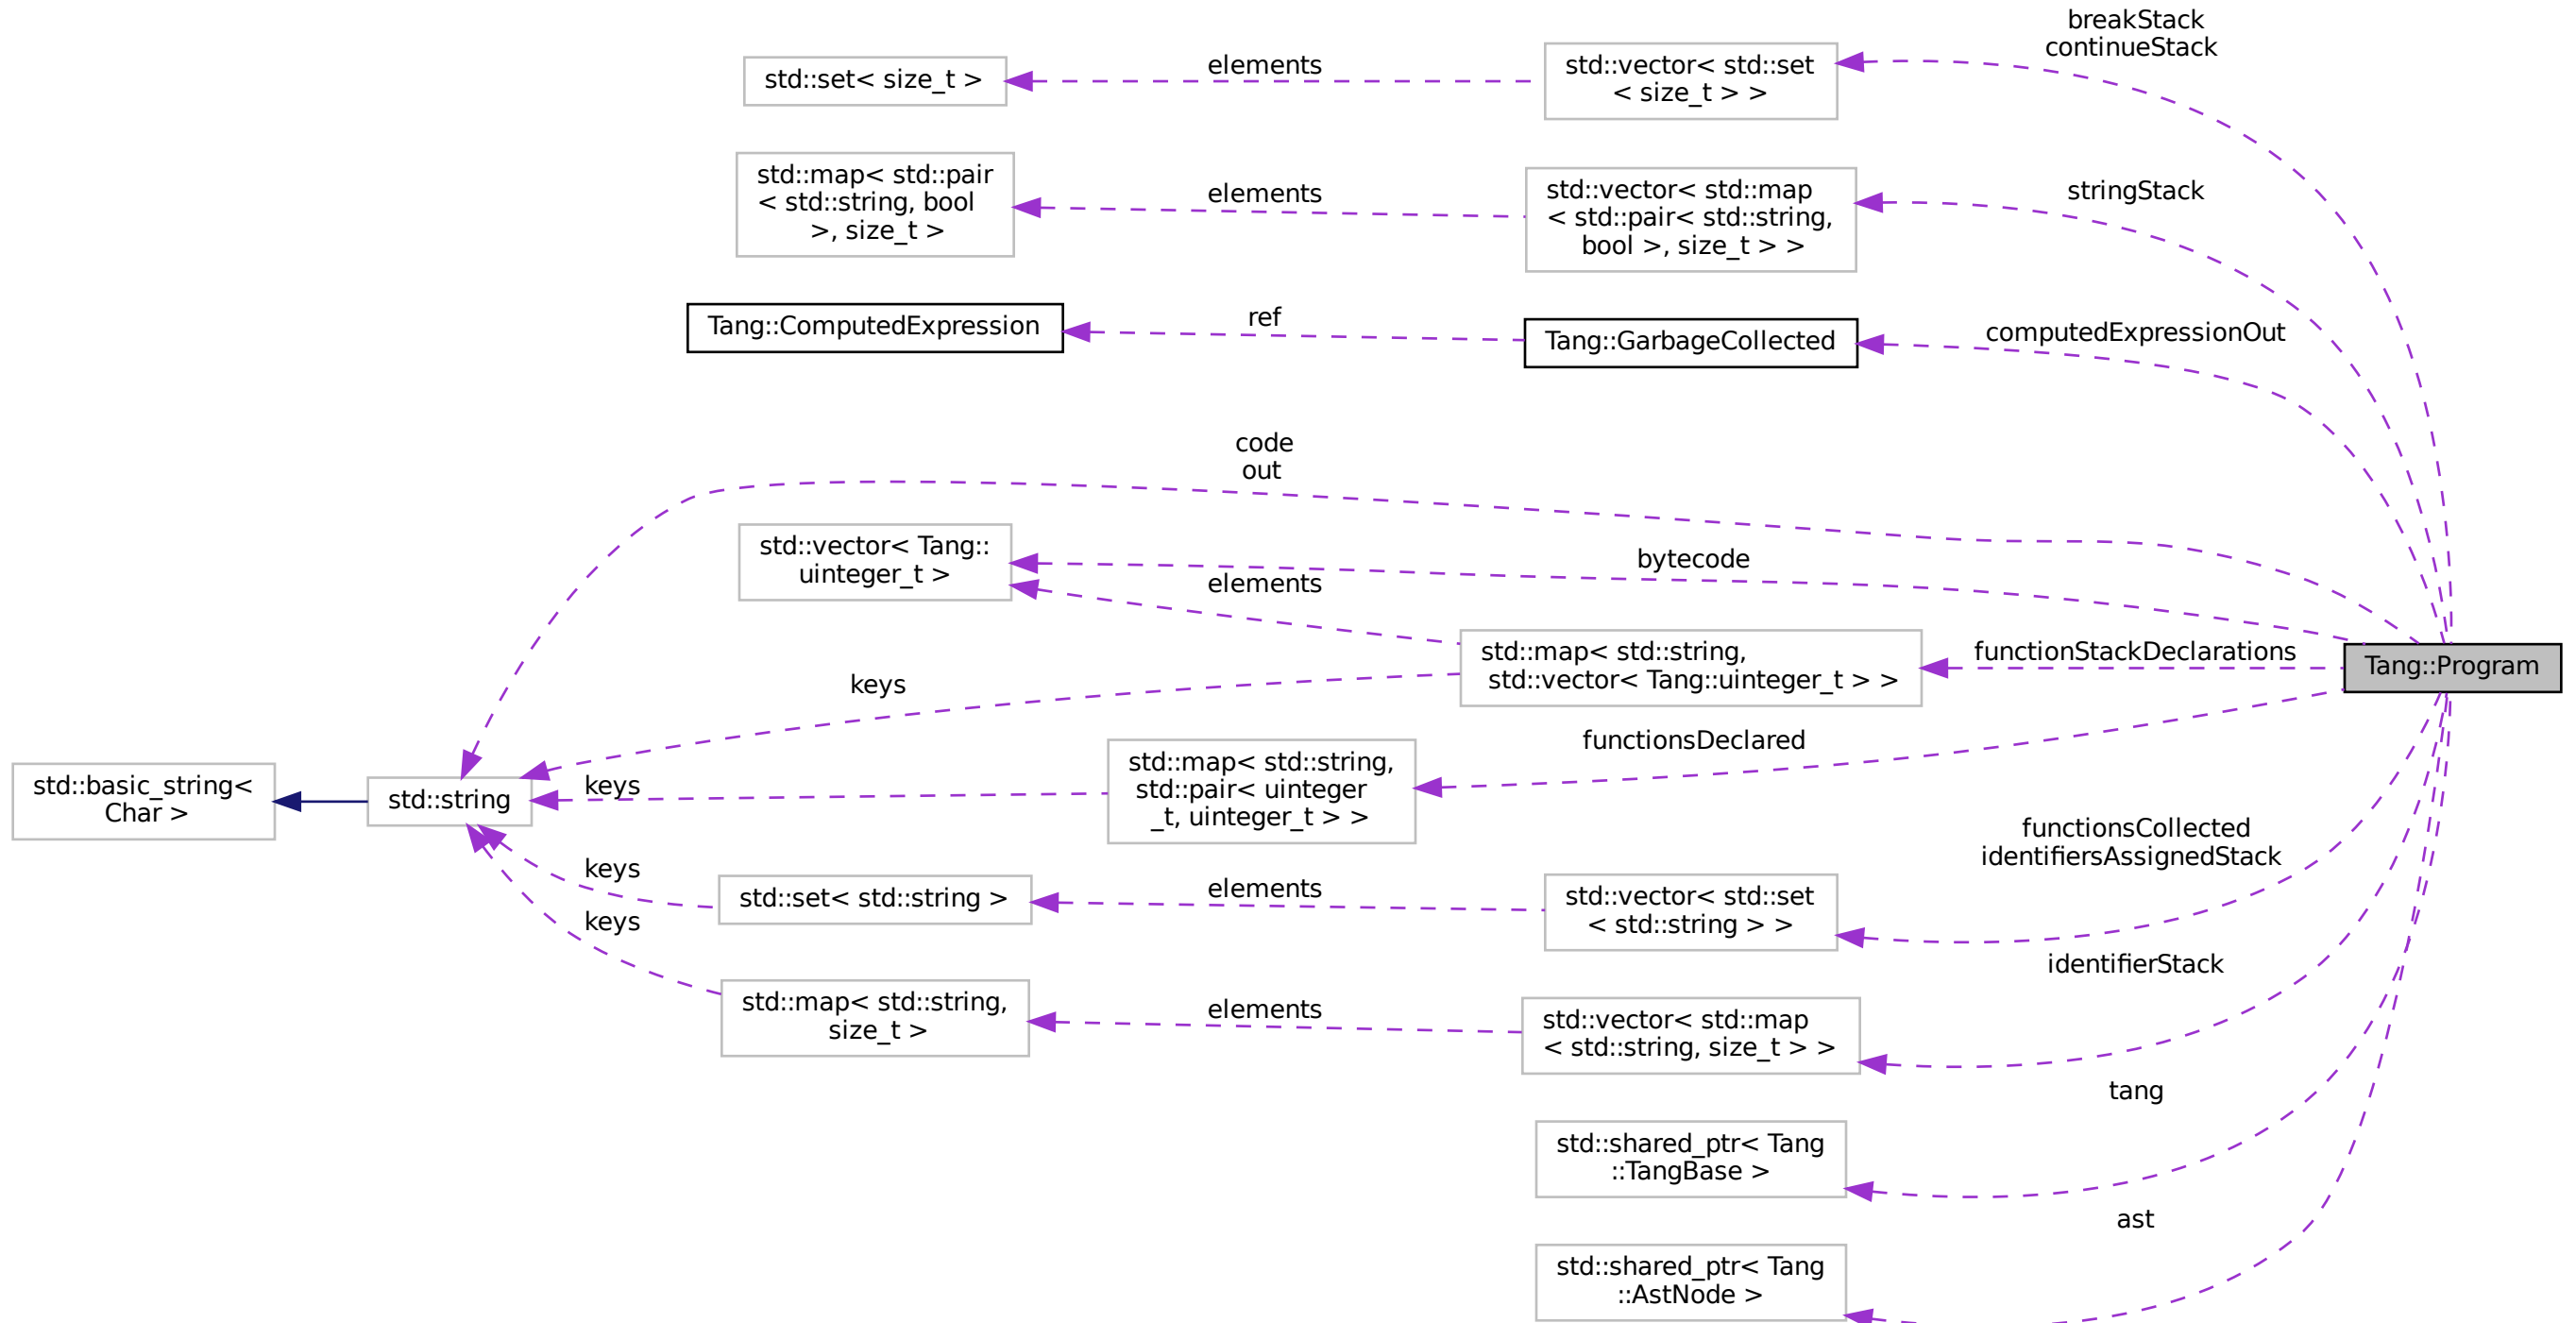 breakStack
continueStack
std::set< size_t >
elements
std::vector< std::set
< size_t > >
std::map< std::pair
< std::string, bool
>, size_t >
elements
std::vector< std::map
< std::pair< std::string,
bool >, size_t > >
stringStack
Tang::ComputedExpression
ref
Tang::GarbageCollected
computedExpressionOut
code
out
std::vector< Tang::
uinteger_t >
bytecode
elements
std::map< std::string,
std::vector< Tang::uinteger_t > >
functionStackDeclarations
Tang::Program
keys
functionsDeclared
std::map< std::string,
std::pair< uinteger
_t, uinteger_t > >
keys
std::basic_string<
Char >
std::string
functionsCollected
identifiersAssignedStack
keys
std::set< std::string >
elements
std::vector< std::set
< std::string > >
keys
identifierStack
std::map< std::string,
size_t >
elements
std::vector< std::map
< std::string, size_t > >
tang
std::shared_ptr< Tang
::TangBase >
ast
std::shared_ptr< Tang
::AstNode >